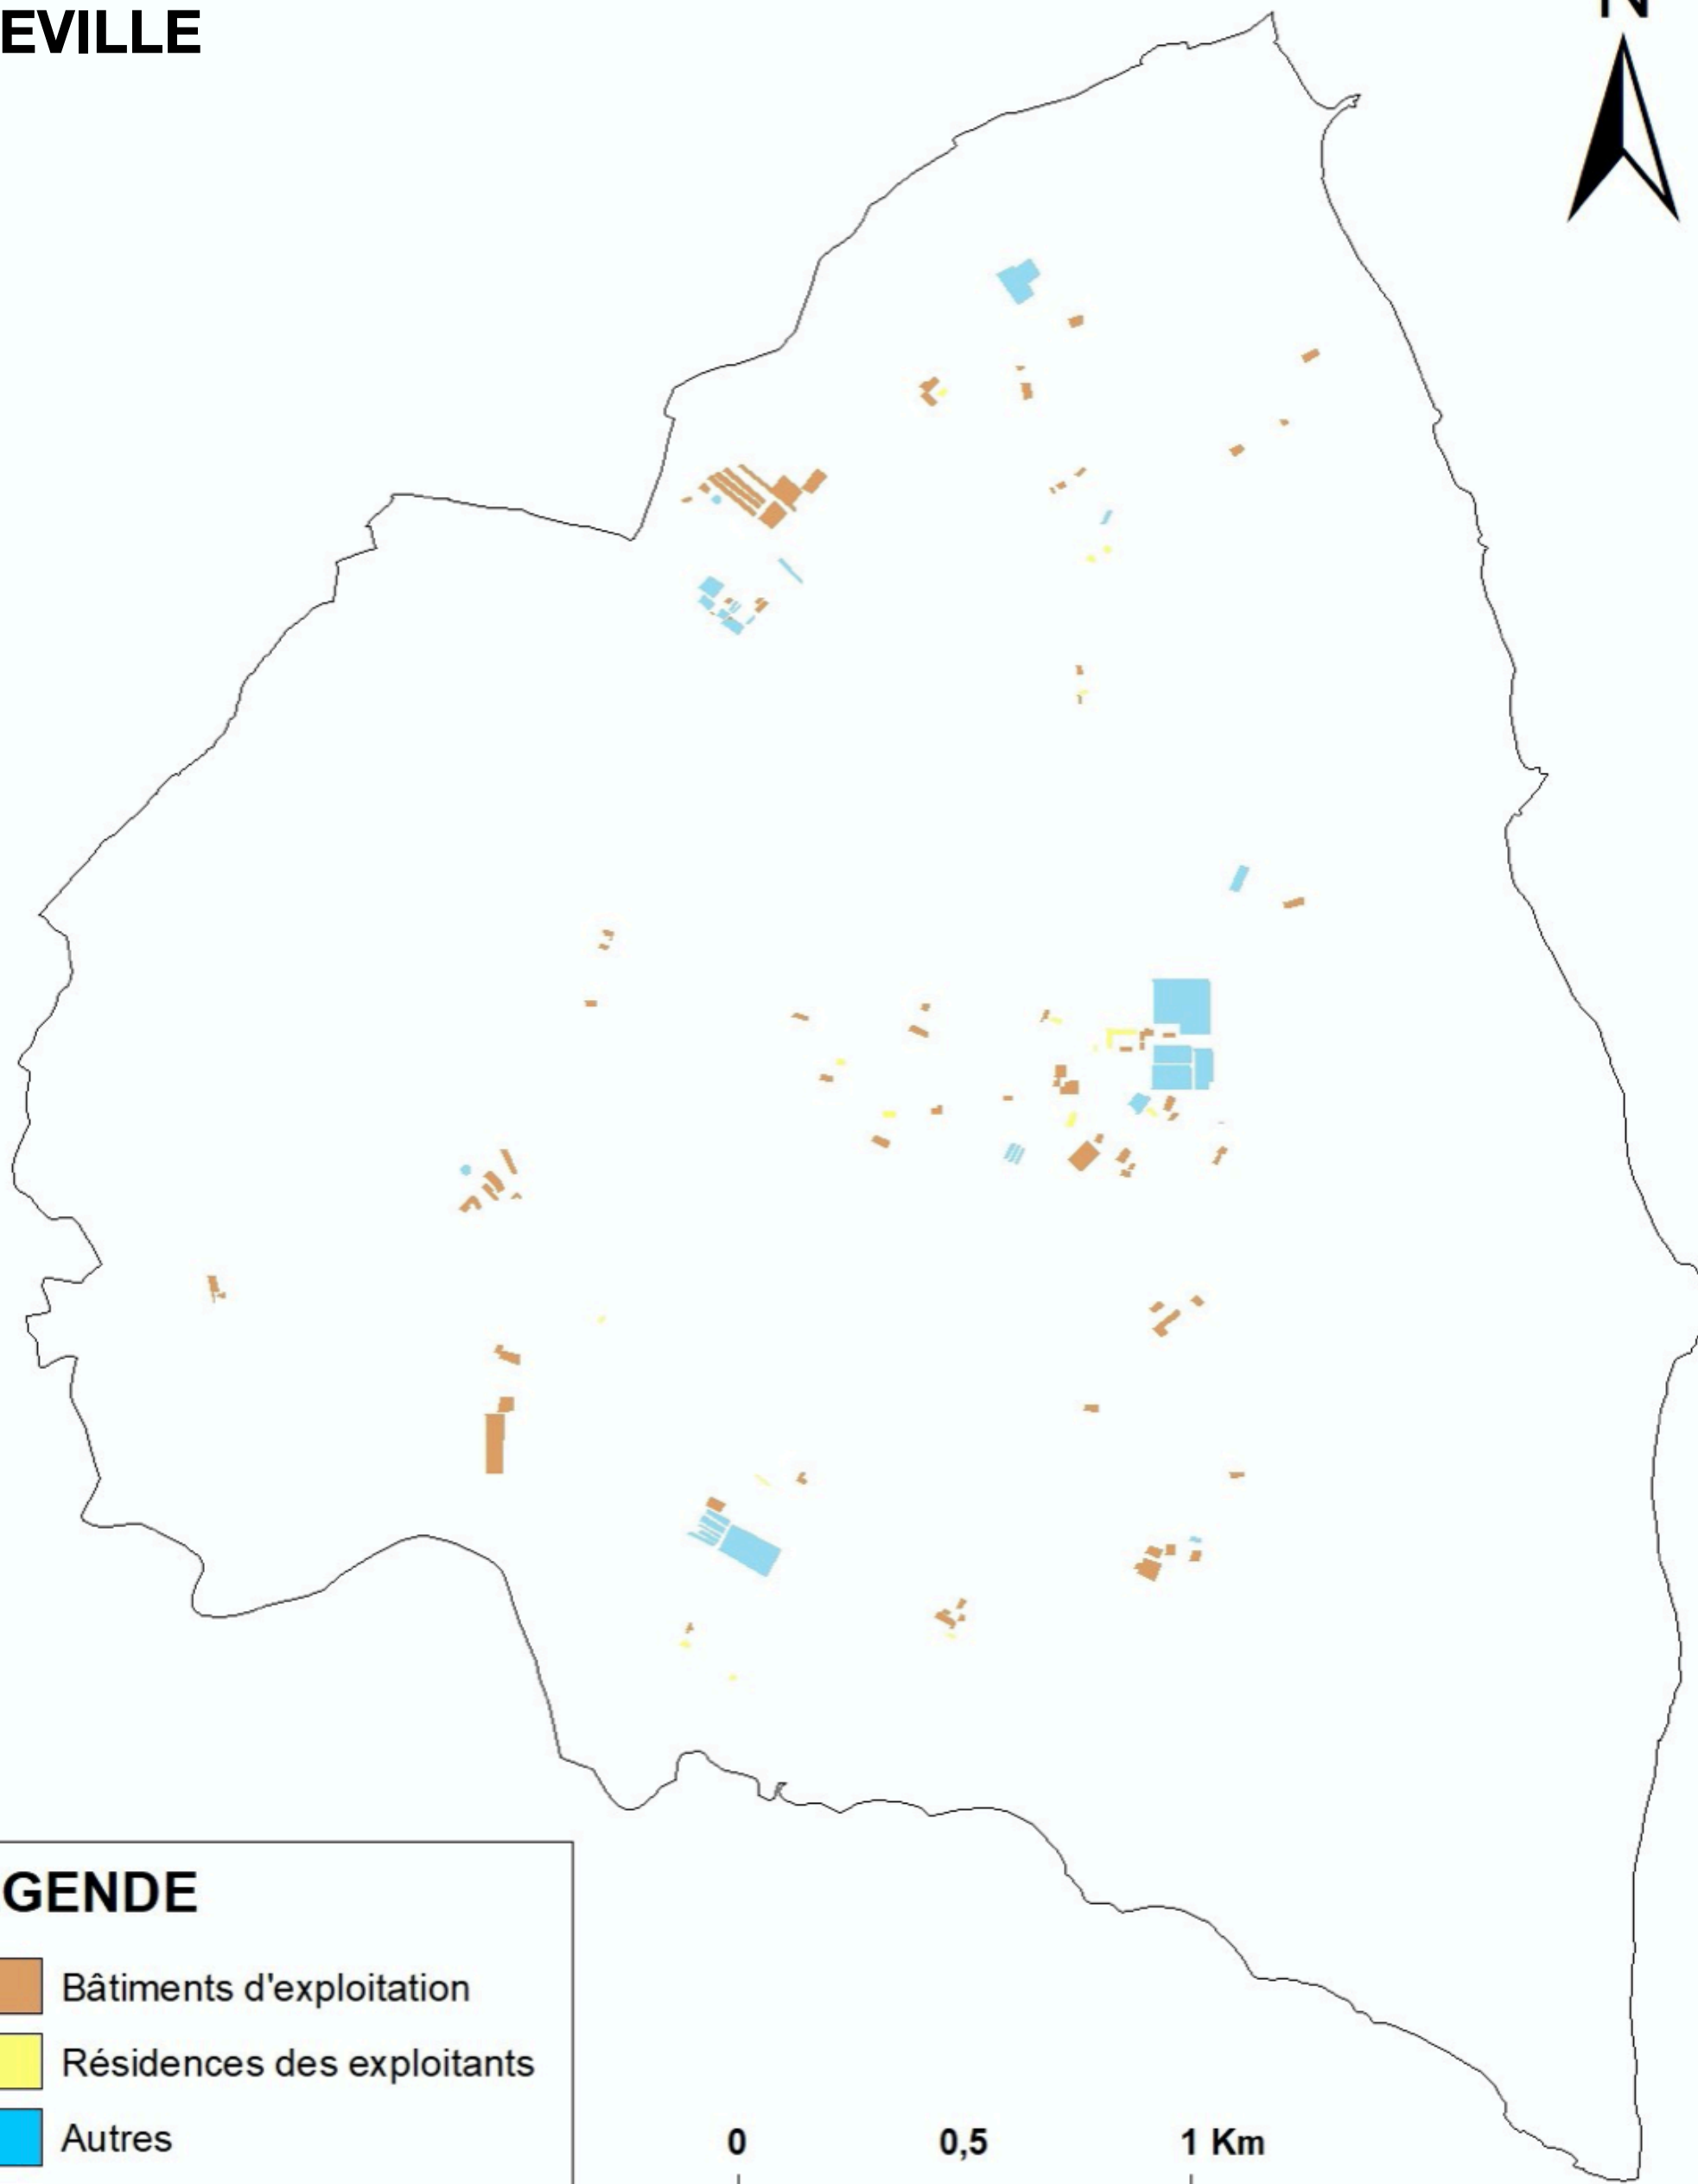 EVILLE
N
GENDE
Bâtiments d'exploitation
Résidences des exploitants
Autres
0 0,5 1 Km